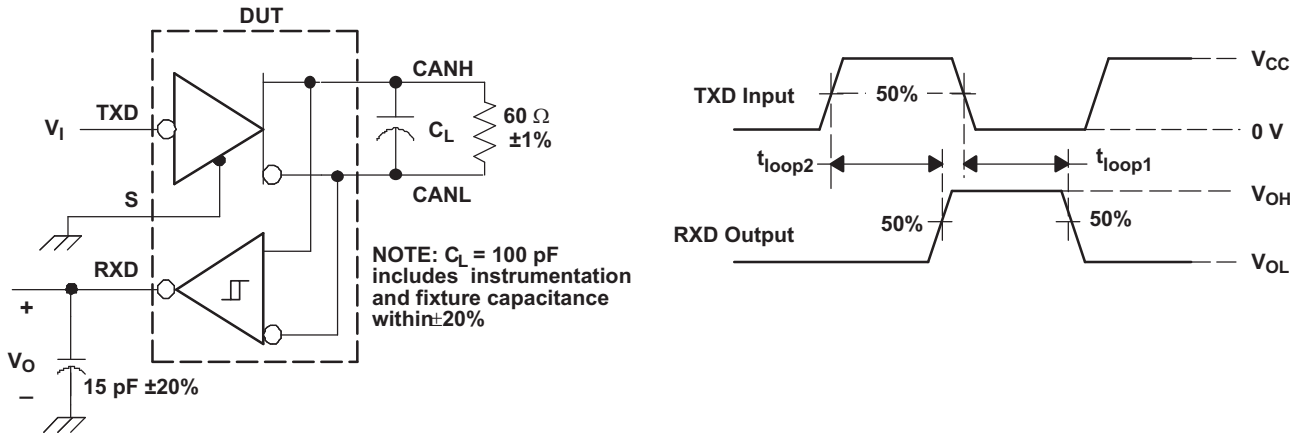 DUT
CANH
TXD
V_I
C_L
60 Ω
±1%
S
CANL
RXD
NOTE: C_L = 100 pF
includes instrumentation
and fixture capacitance
within±20%
+
V_O
15 pF ±20%
–
V_CC
TXD Input
50%
0 V
t_loop2
t_loop1
V_OH
50%
50%
RXD Output
V_OL